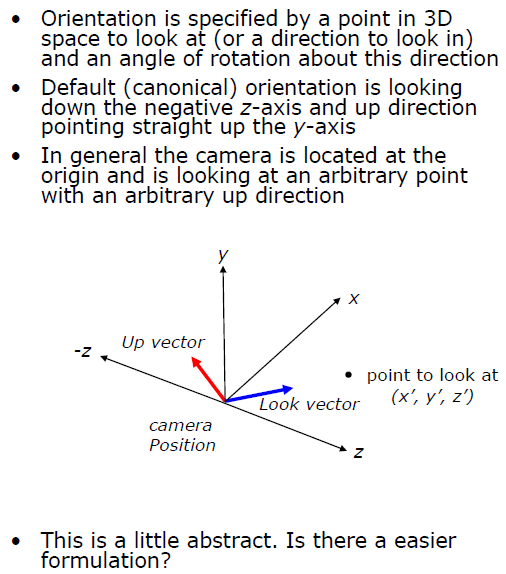 • Orientation is specified by a point in 3D
space to look at (or a direction to look in)
and an angle of rotation about this direction
• Default (canonical) orientation is looking
down the negative z-axis and up direction
pointing straight up the y-axis
• In general the camera is located at the
origin and is looking at an arbitrary point
with an arbitrary up direction
y
x
Up vector
-z
• point to look at
(x′, y′, z′)
Look vector
camera
Position
z
• This is a little abstract. Is there a easier
formulation?